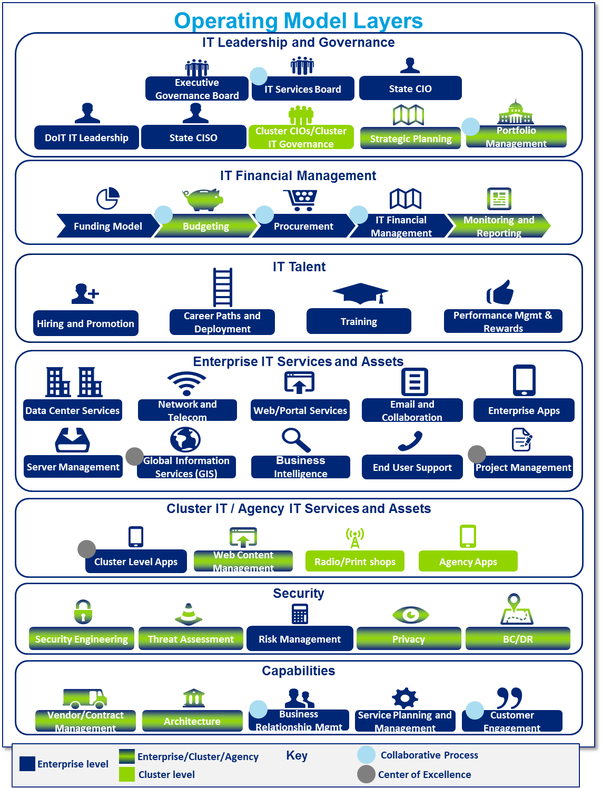 Operating Model Layers
IT Leadership and Governance
Executive
Governance Board
IT Services Board
State CIO
DoIT IT Leadership
State CISO
Cluster CIOs/Cluster
IT Governance
Strategic Planning
Portfolio
Management
IT Financial Management
Funding Model
Budgeting
Procurement
IT Financial
Management
Monitoring and
Reporting
IT Talent
Hiring and Promotion
Career Paths and
Deployment
Training
Performance Mgmt &
Rewards
Enterprise IT Services and Assets
Data Center Services
Network and
Telecom
Web/Portal Services
Email and
Collaboration
Enterprise Apps
Server Management
Global Information
Services (GIS)
Business
Intelligence
End User Support
Project Management
Cluster IT / Agency IT Services and Assets
Cluster Level Apps
Web Content
Management
Radio/Print shops
Agency Apps
Security
Security Engineering
Threat Assessment
Risk Management
Privacy
BC/DR
Capabilities
Vendor/Contract
Management
Architecture
Business
Relationship Mgmt
Service Planning and
Management
Customer
Engagement
Enterprise level
Enterprise/Cluster/Agency
Cluster level
Key
Collaborative Process
Center of Excellence